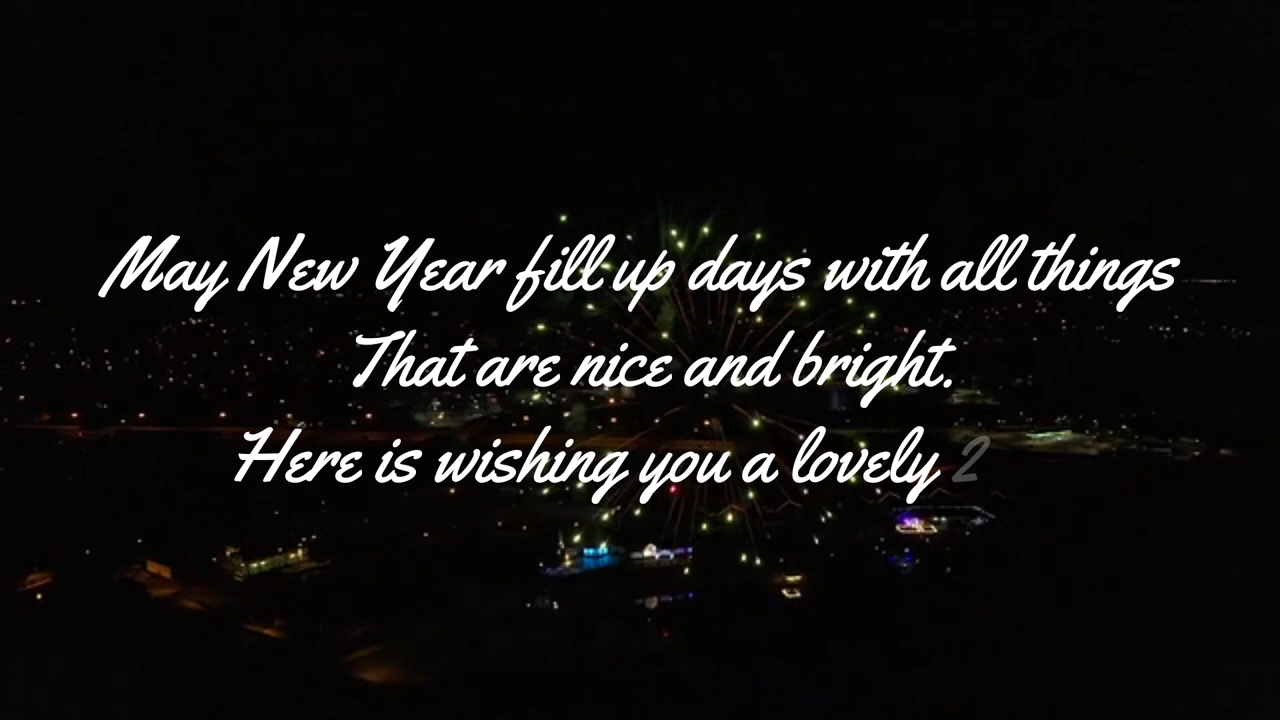 May New Year fill up days with all things
That are nice and bright.
Here is wishing you a lovely 2